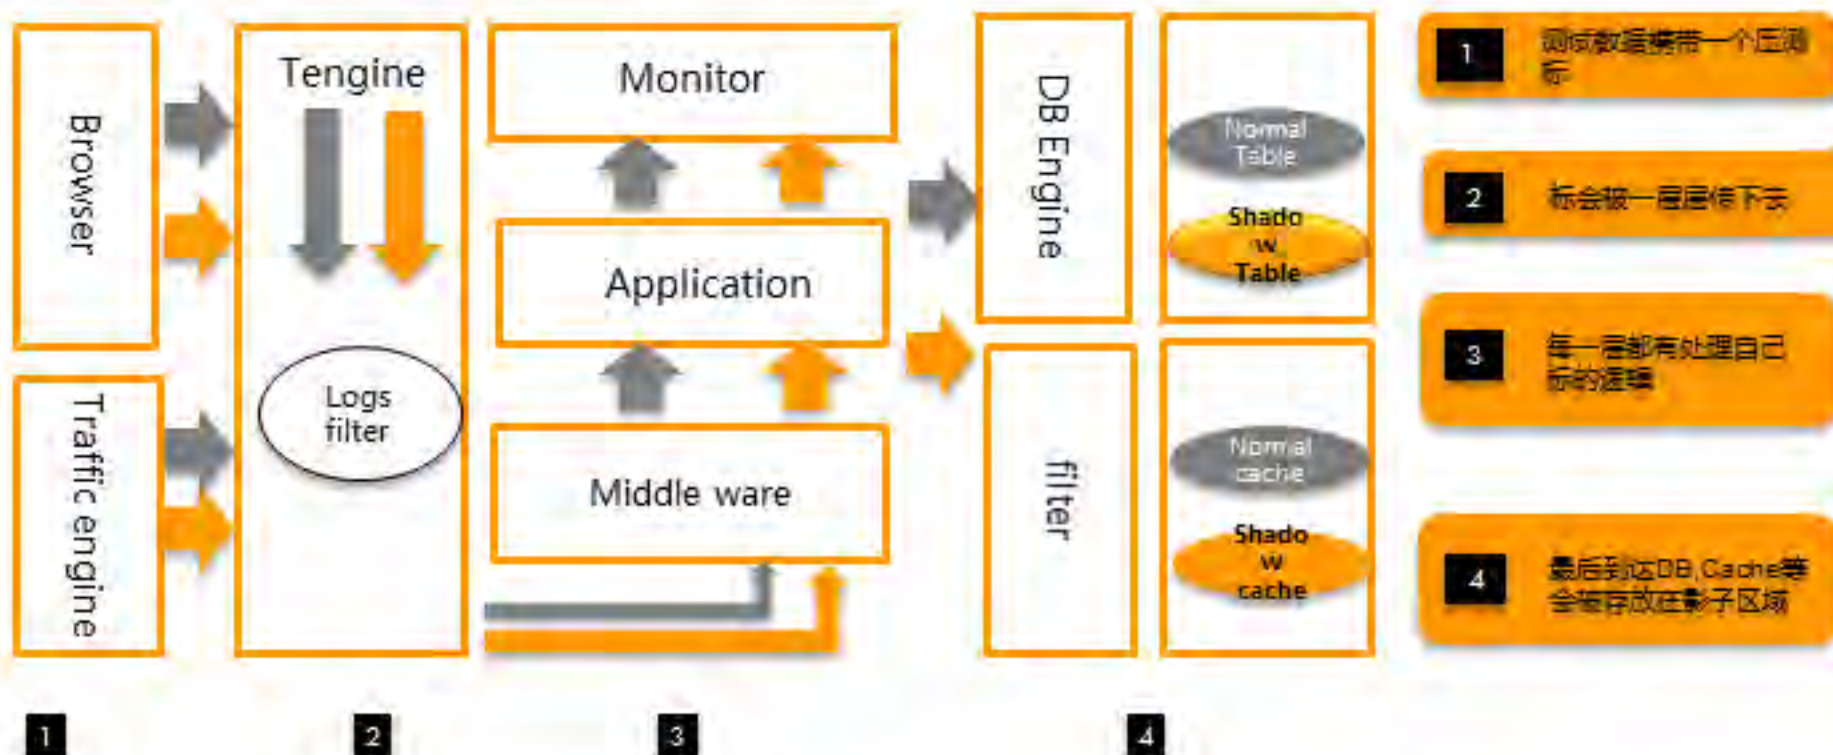 Browser
Traffic engine
Tengine
Logs
filter
Monitor
Application
Middle ware
DB Engine
filter
Normal
Table
Shado
w
Table
Normal
cache
Shado
w
cache
1
测试数据携带一个压测
标
2
标会被一层层传下去
3
每一层都有处理自己
标的逻辑
4
最后到达DB,Cache等
会被存放在影子区域
1
2
3
4